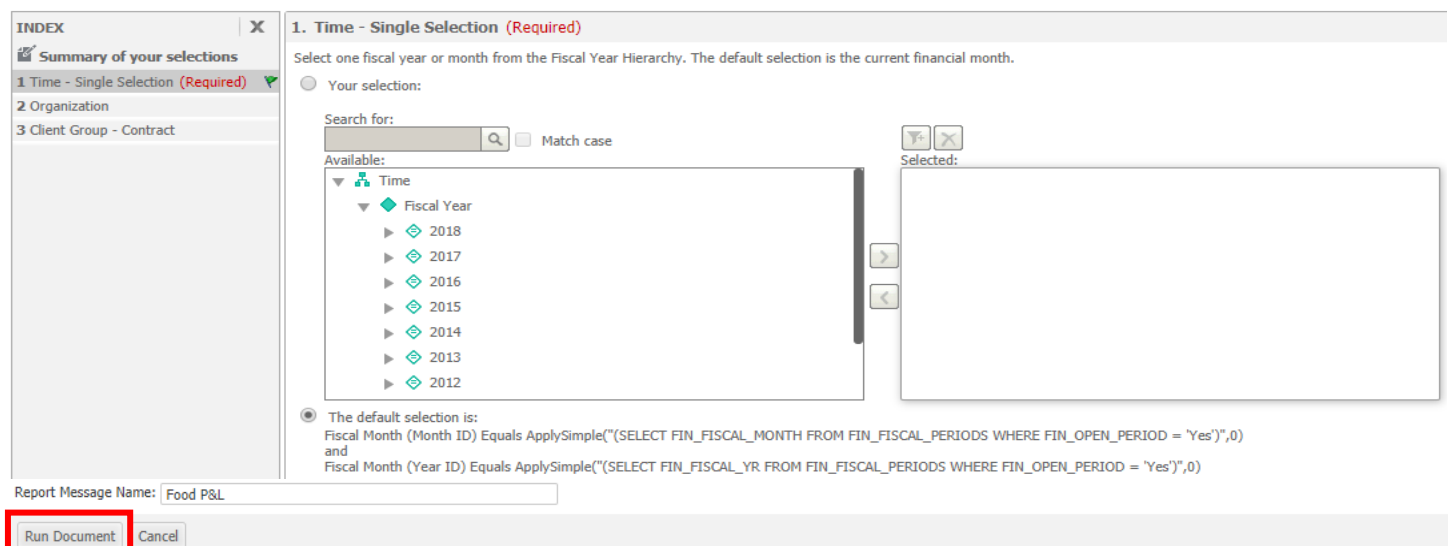 INDEX
X
Summary of your selections
1 Time - Single Selection (Required)
2 Organization
3 Client Group - Contract
1. Time - Single Selection (Required)
Select one fiscal year or month from the Fiscal Year Hierarchy. The default selection is the current financial month.
Your selection:
Search for:
Match case
Available:
Selected:
Time
Fiscal Year
2018
2017
2016
2015
2014
2013
2012
The default selection is:
Fiscal Month (Month ID) Equals ApplySimple("(SELECT FIN_FISCAL_MONTH FROM FIN_FISCAL_PERIODS WHERE FIN_OPEN_PERIOD = 'Yes')",0)
and
Fiscal Month (Year ID) Equals ApplySimple("(SELECT FIN_FISCAL_YR FROM FIN_FISCAL_PERIODS WHERE FIN_OPEN_PERIOD = 'Yes')",0)
Report Message Name: Food P&L
Run Document Cancel